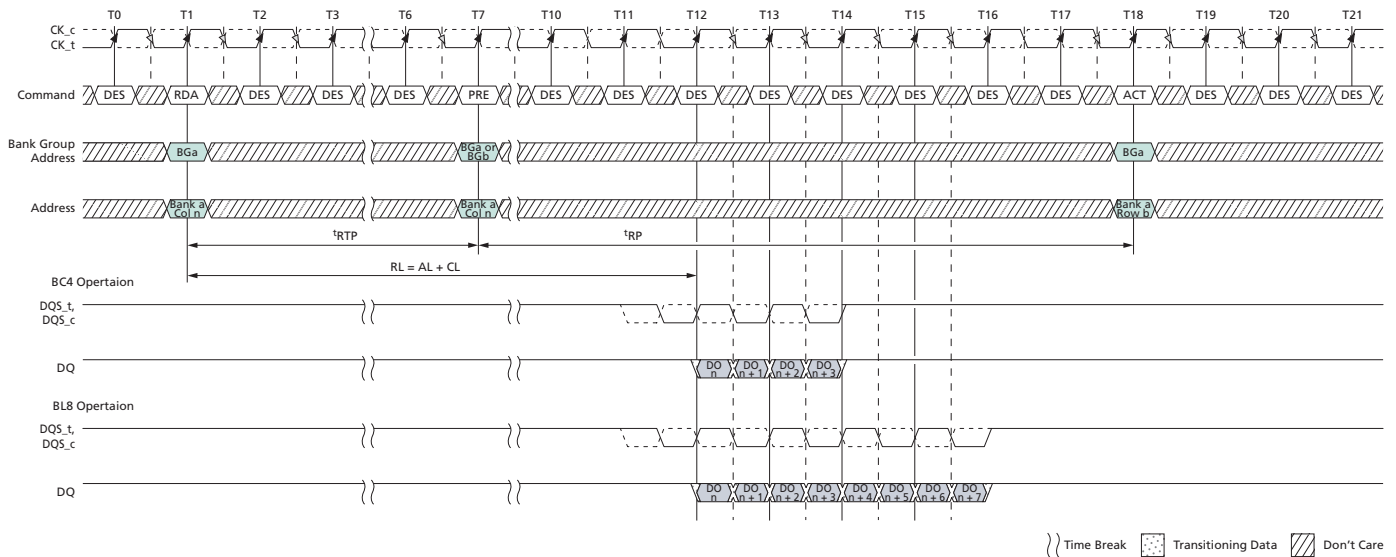 T0 T1 T2 T3 T6 T7 T10 T11 T12 T13 T14 T15 T16 T17 T18 T19 T20 T21
CK_c
CK_t
Command DES RDA DES DES DES PRE DES DES DES DES DES DES DES DES ACT DES DES DES
Bank Group
Address
BGa
BGa or
BGb
BGa
Address
Bank a
Col n
Bank a
Col n
Bank a
Row b
tRTP tRP
RL = AL + CL
BC4 Opertaion
DQS_t,
DQS_c
DQ
DO
n
DO
n + 1
DO
n + 2
DO
n + 3
BL8 Opertaion
DQS_t,
DQS_c
DQ
DO
n
DO
n + 1
DO
n + 2
DO
n + 3
DO
n + 4
DO
n + 5
DO
n + 6
DO
n + 7
Time Break Transitioning Data Don't Care